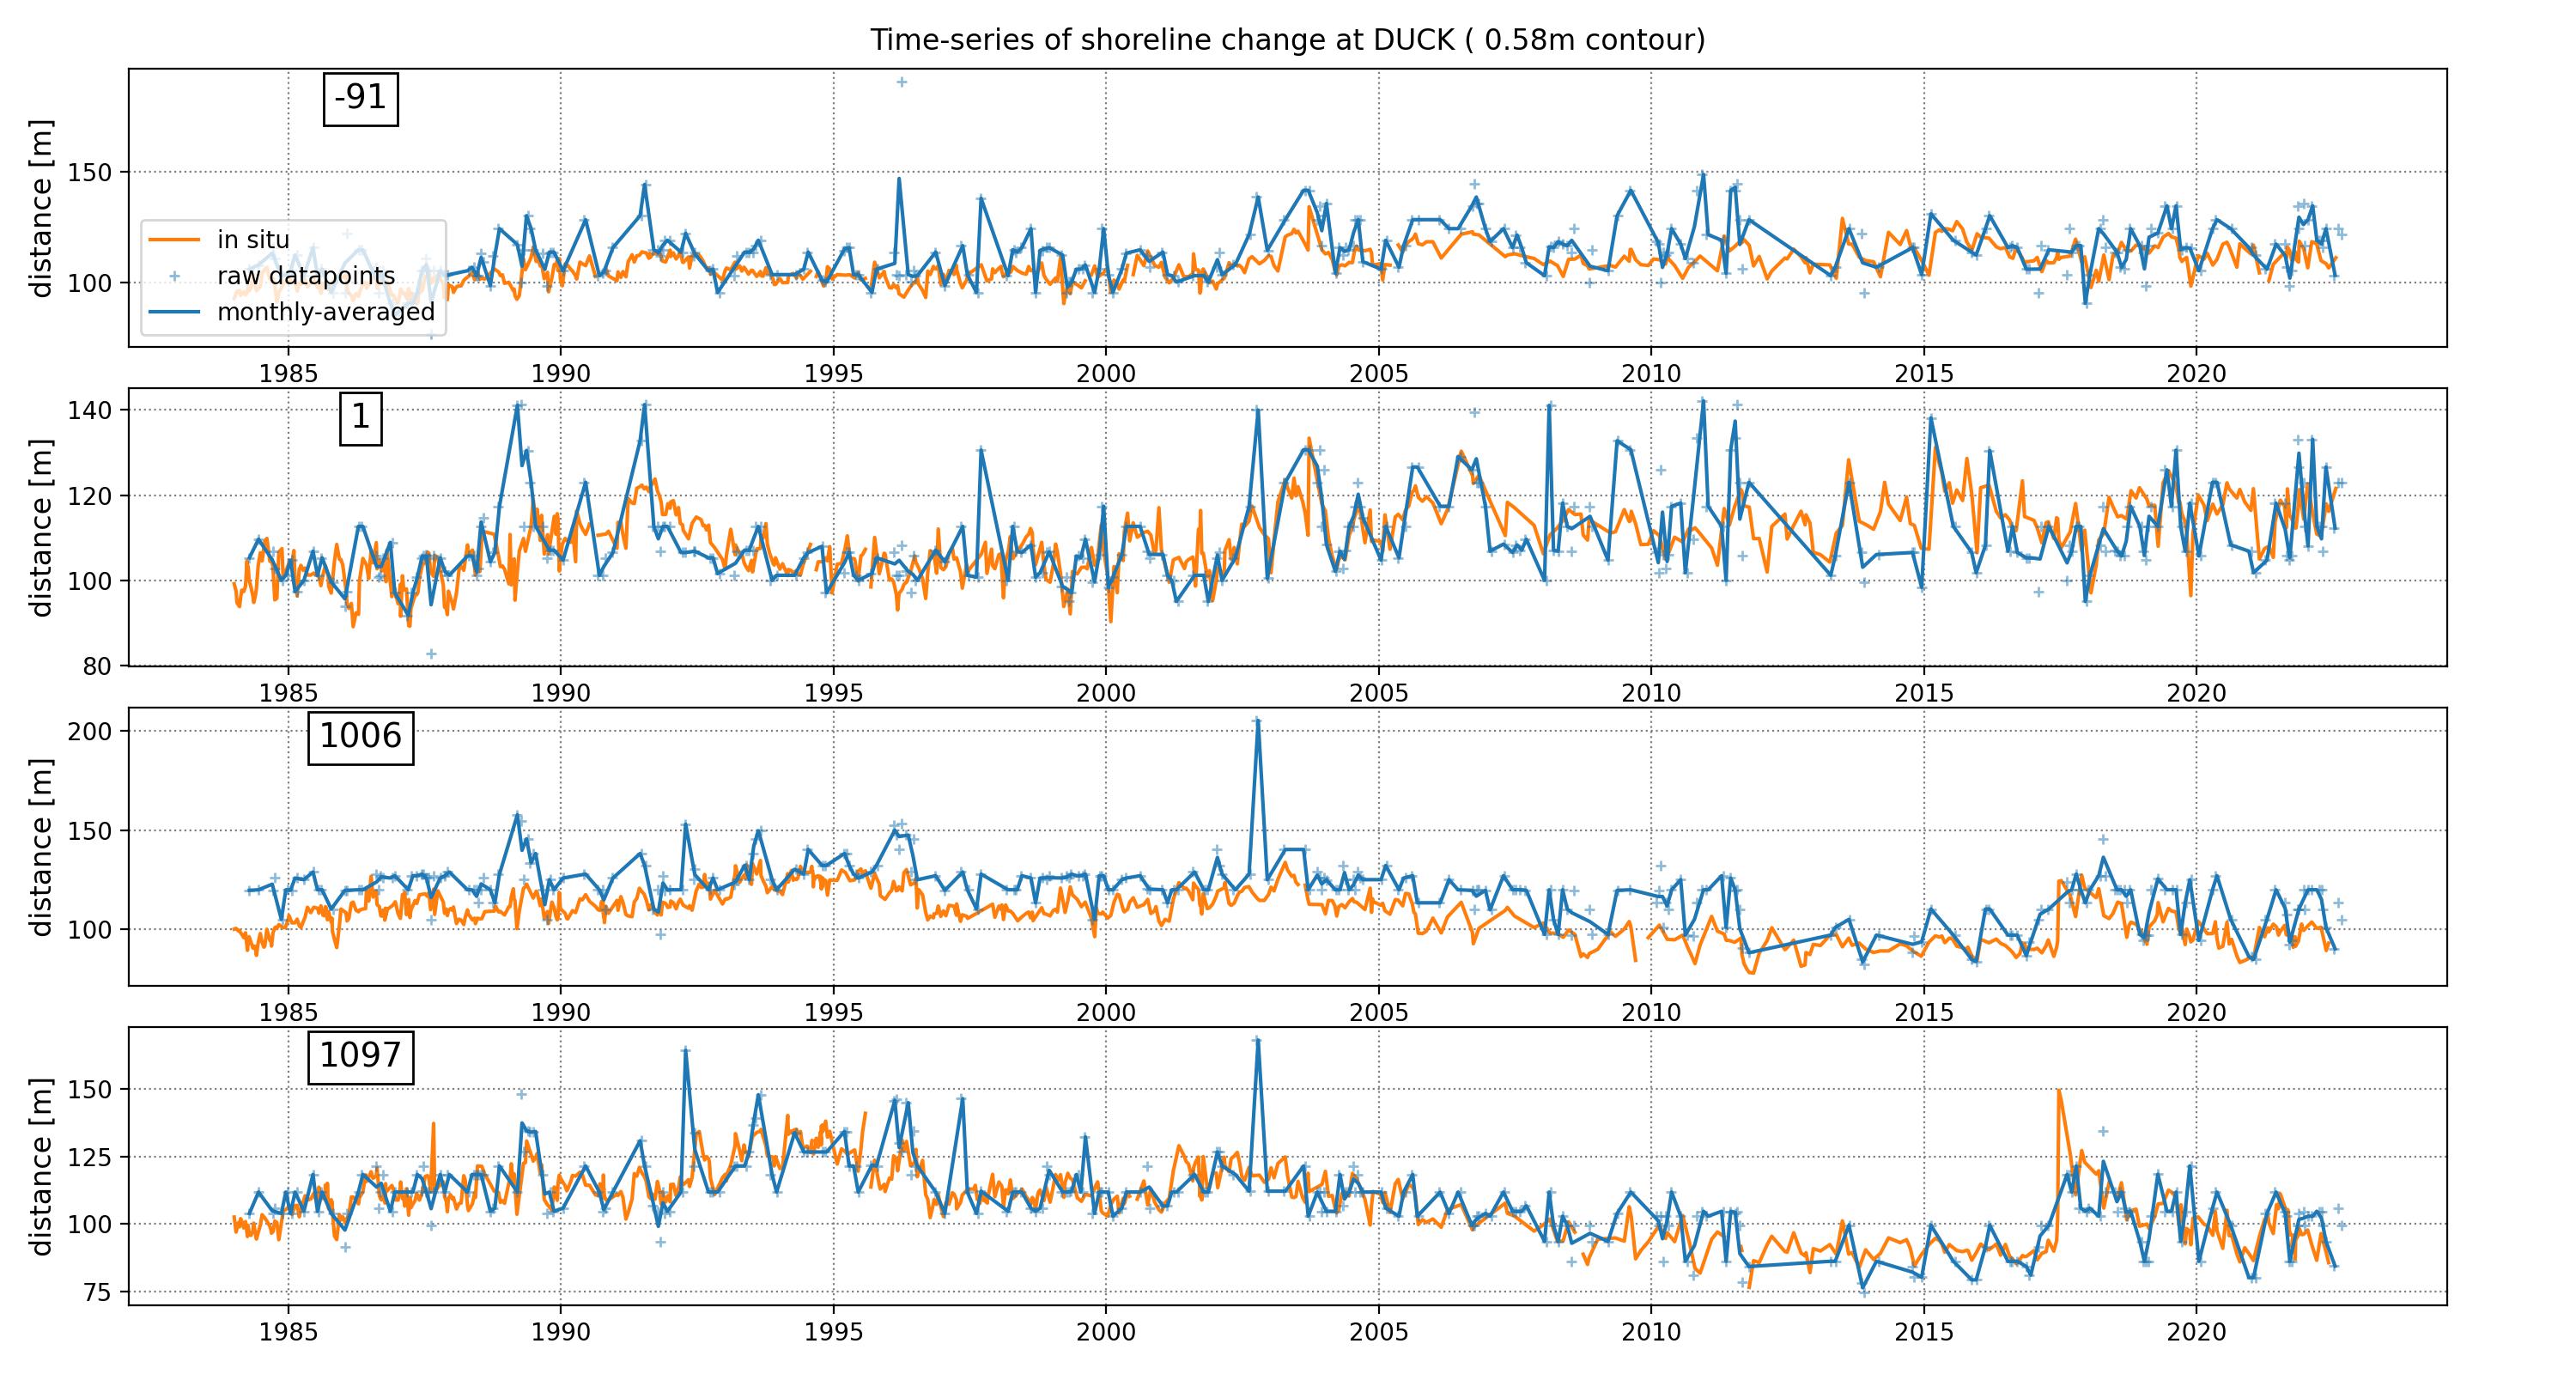 Time-series of shoreline change at DUCK ( 0.58m contour)
-91
distance [m]
150
100
in situ
raw datapoints
monthly-averaged
1985 1990 1995 2000 2005 2010 2015 2020
1
distance [m]
140
120
100
80
1985 1990 1995 2000 2005 2010 2015 2020
1006
distance [m]
200
150
100
1985 1990 1995 2000 2005 2010 2015 2020
1097
distance [m]
150
125
100
75
1985 1990 1995 2000 2005 2010 2015 2020